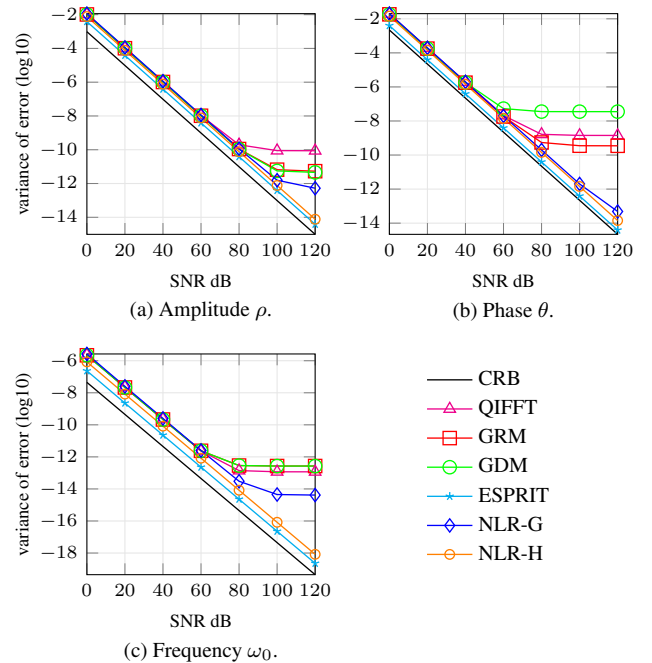 −2
−4
−6
−8
−10
−12
−14
variance of error (log10)
0 20 40 60 80 100 120
SNR dB
(a) Amplitude ρ.
−2
−4
−6
−8
−10
−12
−14
0 20 40 60 80 100 120
SNR dB
(b) Phase θ.
−6
−8
−10
−12
−14
−16
−18
variance of error (log10)
0 20 40 60 80 100 120
SNR dB
(c) Frequency ω₀.
CRB
QIFFT
GRM
GDM
ESPRIT
NLR-G
NLR-H